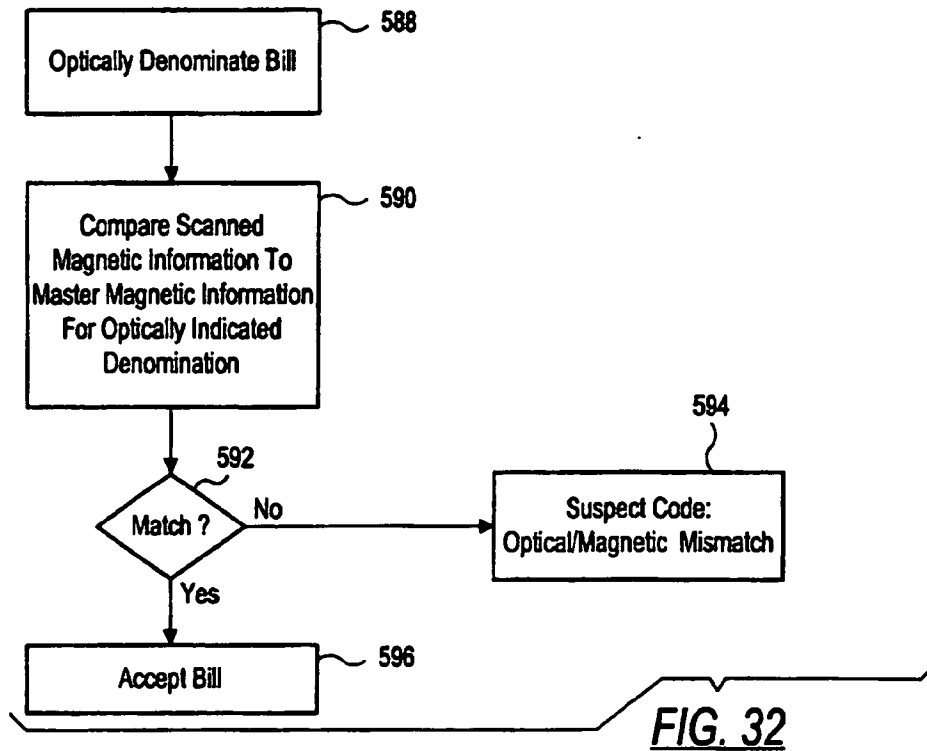 588
Optically Denominate Bill
590
Compare Scanned
Magnetic Information To
Master Magnetic Information
For Optically Indicated
Denomination
592
Match ?
No
Yes
594
Suspect Code:
Optical/Magnetic Mismatch
596
Accept Bill
FIG. 32